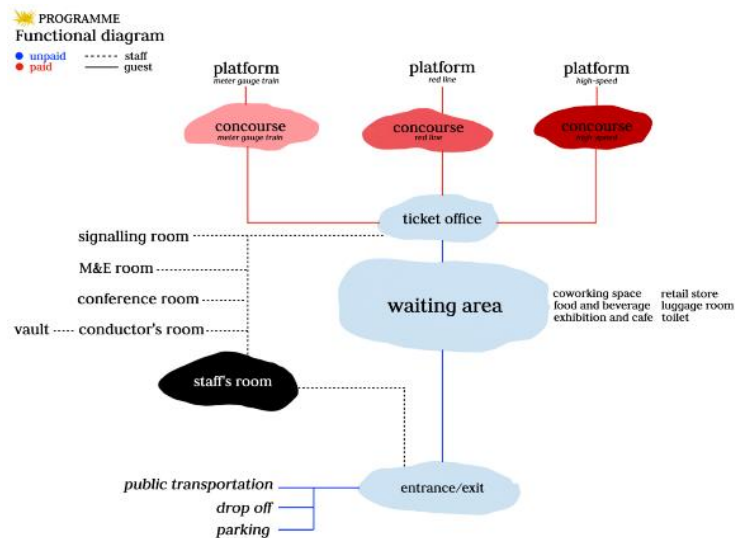 PROGRAMME
Functional diagram
unpaid staff
paid guest
platform platform platform
meter gauge train red line high-speed
concourse concourse concourse
meter gauge train red line high-speed
ticket office
signalling room
M&E room
conference room
vault conductor's room
waiting area
coworking space retail store
food and beverage luggage room
exhibition and cafe toilet
staff's room
public transportation
drop off
parking
entrance/exit